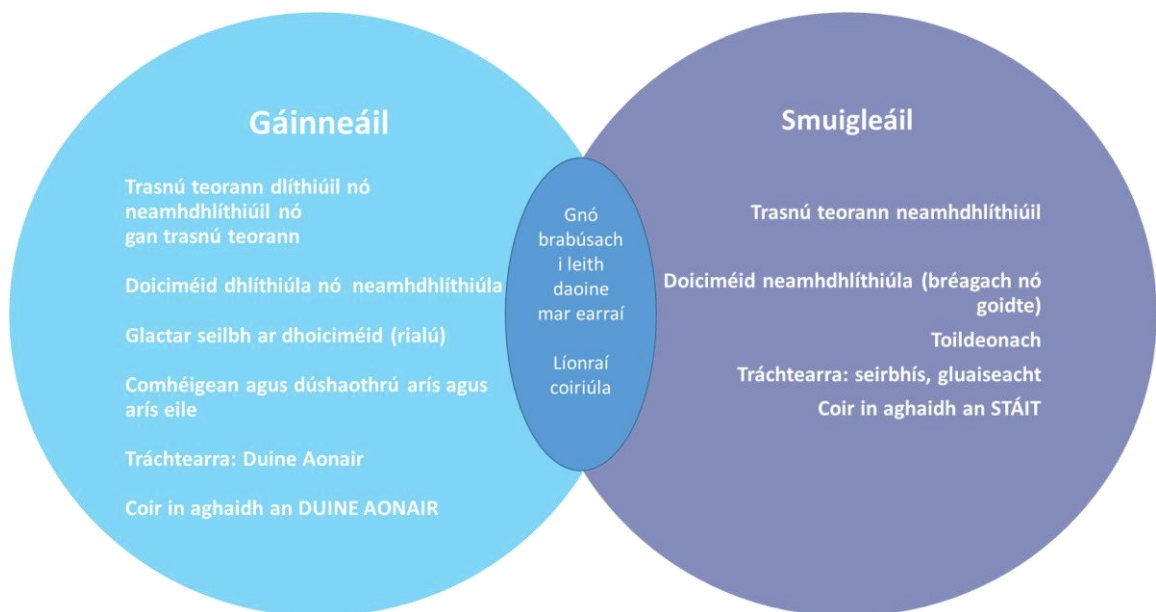 Gáinneáil
Trasnú teorann dlíthiúil nó
neamhdhlíthiúil nó
gan trasnú teorann
Doiciméid dhlíthiúla nó neamhdhlíthiúla
Glactar seilbh ar dhoiciméid (rialú)
Comhéigean agus dúshaothrú arís agus
arís eile
Tráchtearra: Duine Aonair
Coir in aghaidh an DUINE AONAIR
Gnó
brabúsach
i leith
daoine
mar earraí
Líonraí
coiriúla
Smuigleáil
Trasnú teorann neamhdhlíthiúil
Doiciméid neamhdhlíthiúla (bréagach nó
goidte)
Toildeonach
Tráchtearra: seirbhís, gluaiseacht
Coir in aghaidh an STÁIT